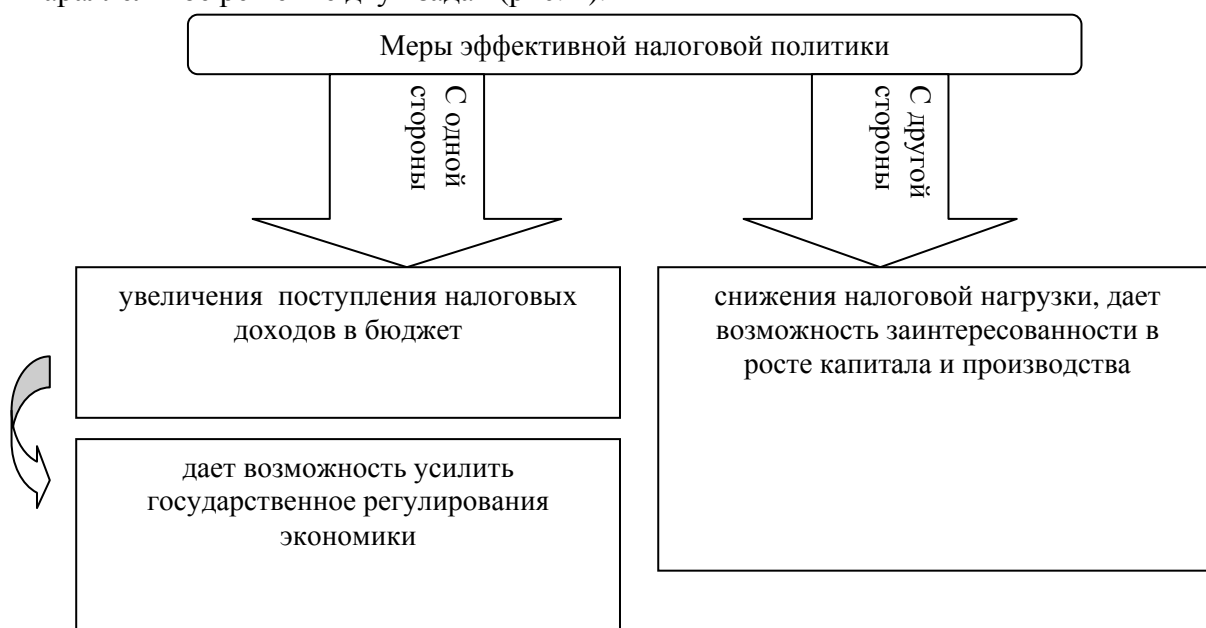 Меры эффективной налоговой политики
С одной
стороны
С другой
стороны
увеличения поступления налоговых
доходов в бюджет
снижения налоговой нагрузки, дает
возможность заинтересованности в
росте капитала и производства
дает возможность усилить
государственное регулирования
экономики